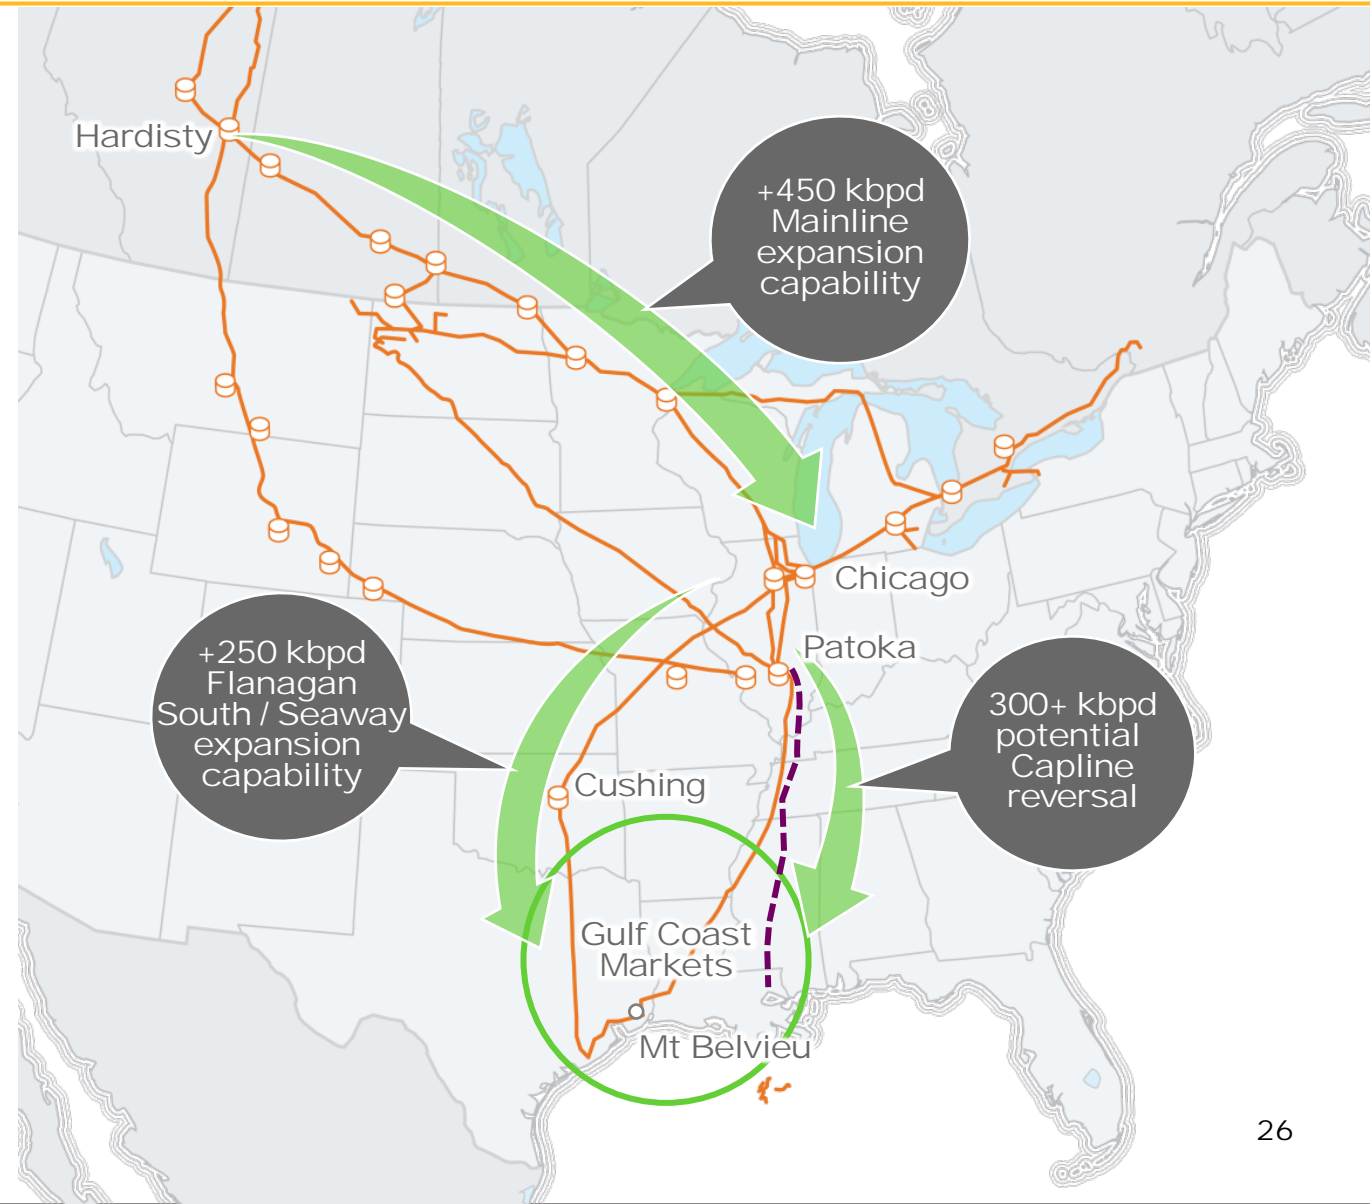 Hardisty
+450 kbpd
Mainline
expansion
capability
Chicago
Patoka
+250 kbpd
Flanagan
South / Seaway
expansion
capability
300+ kbpd
potential
Capline
reversal
Cushing
Gulf Coast
Markets
Mt Belvieu
26